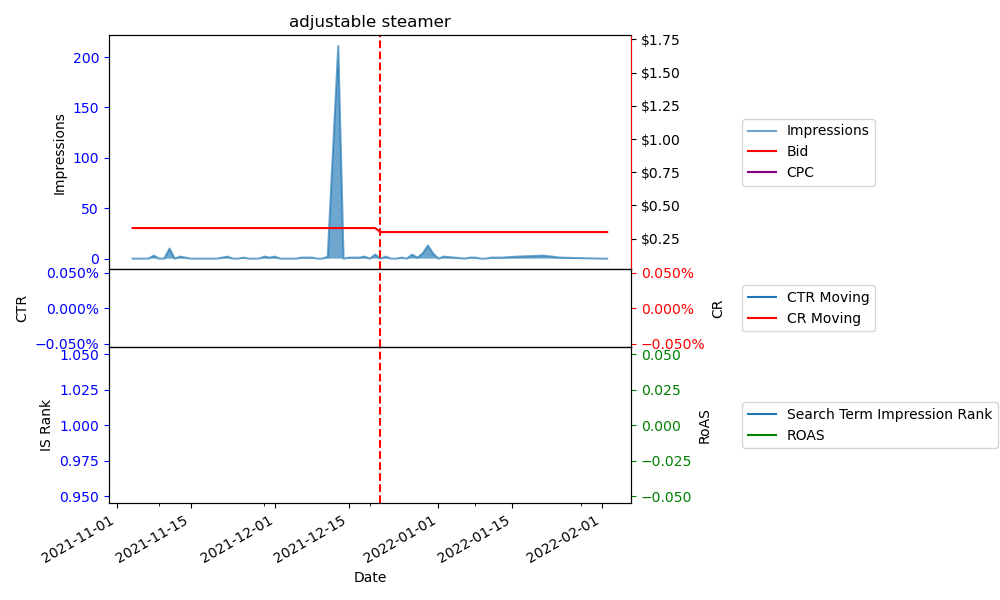 adjustable steamer
Impressions
200
150
100
50
0
$1.75
$1.50
$1.25
$1.00
$0.75
$0.50
$0.25
Impressions
Bid
CPC
CTR
0.050%
0.000%
−0.050%
0.050%
0.000%
−0.050%
CR
CTR Moving
CR Moving
IS Rank
1.050
1.025
1.000
0.975
0.950
0.050
0.025
0.000
−0.025
−0.050
RoAS
Search Term Impression Rank
ROAS
2021-11-01
2021-11-15
2021-12-01
2021-12-15
2022-01-01
2022-01-15
2022-02-01
Date